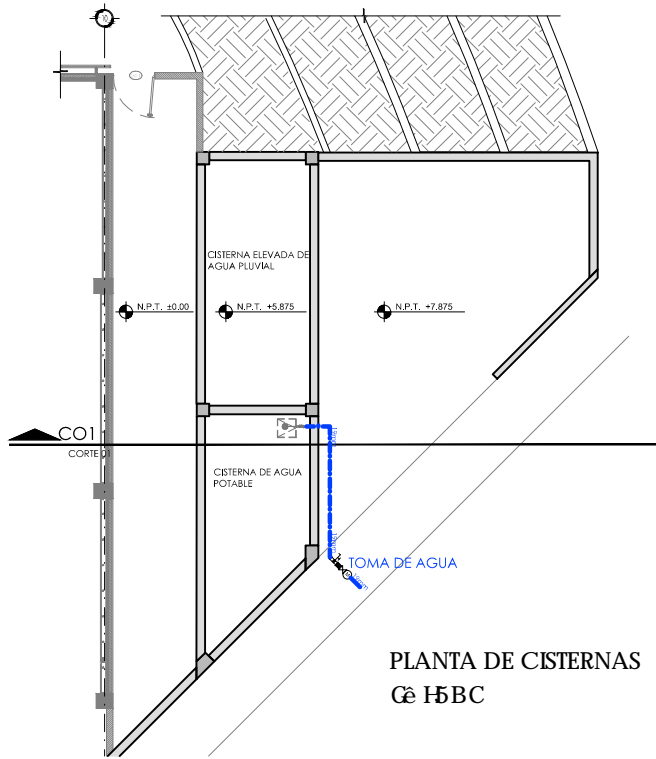 10
CISTERNA ELEVADA DE
AGUA PLUVIAL
N.P.T. ±0.00
N.P.T. +5.875
N.P.T. +7.875
CO1
CORTE 01
CISTERNA DE AGUA
POTABLE
TOMA DE AGUA
PLANTA DE CISTERNAS